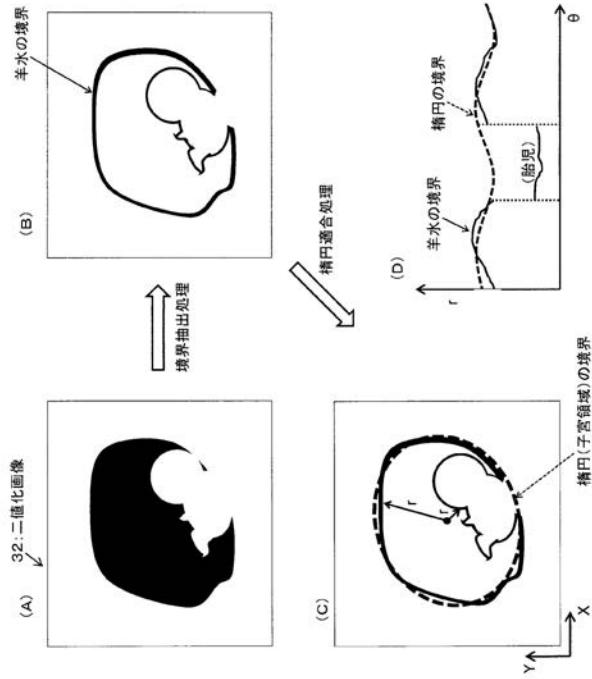 (A)
32:二値化画像
境界抽出処理
(B)
羊水の境界
楕円適合処理
(C)
r
r
Y
X
楕円(子宮領域)の境界
(D)
r
羊水の境界
楕円の境界
(胎児)
θ